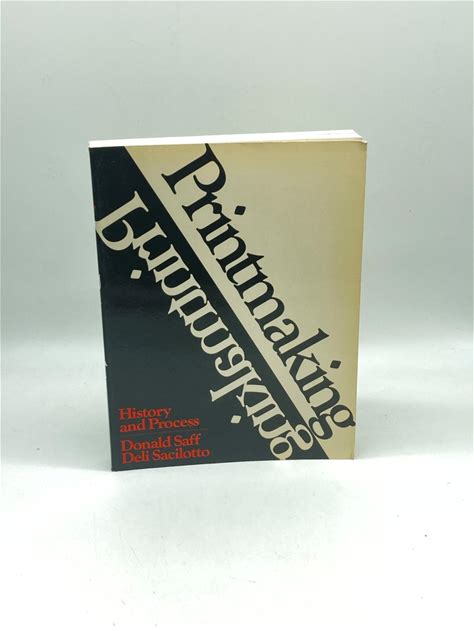 Printmaking
Printmaking
History
and Process
Donald Saff
Deli Sacilotto